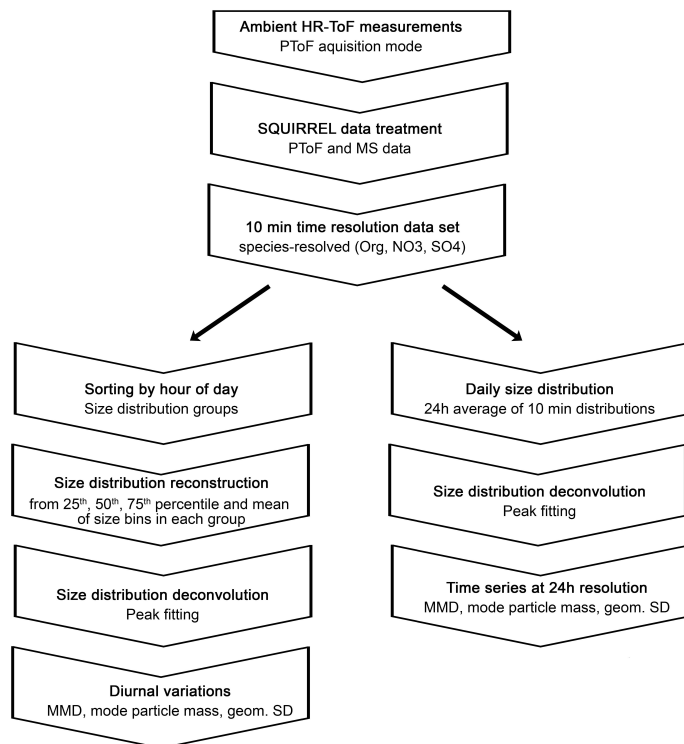 Ambient HR-ToF measurements
PToF aquisition mode
SQUIRREL data treatment
PToF and MS data
10 min time resolution data set
species-resolved (Org, NO3, SO4)
Sorting by hour of day
Size distribution groups
Size distribution reconstruction
from 25th, 50th, 75th percentile and mean
of size bins in each group
Size distribution deconvolution
Peak fitting
Diurnal variations
MMD, mode particle mass, geom. SD
Daily size distribution
24h average of 10 min distributions
Size distribution deconvolution
Peak fitting
Time series at 24h resolution
MMD, mode particle mass, geom. SD